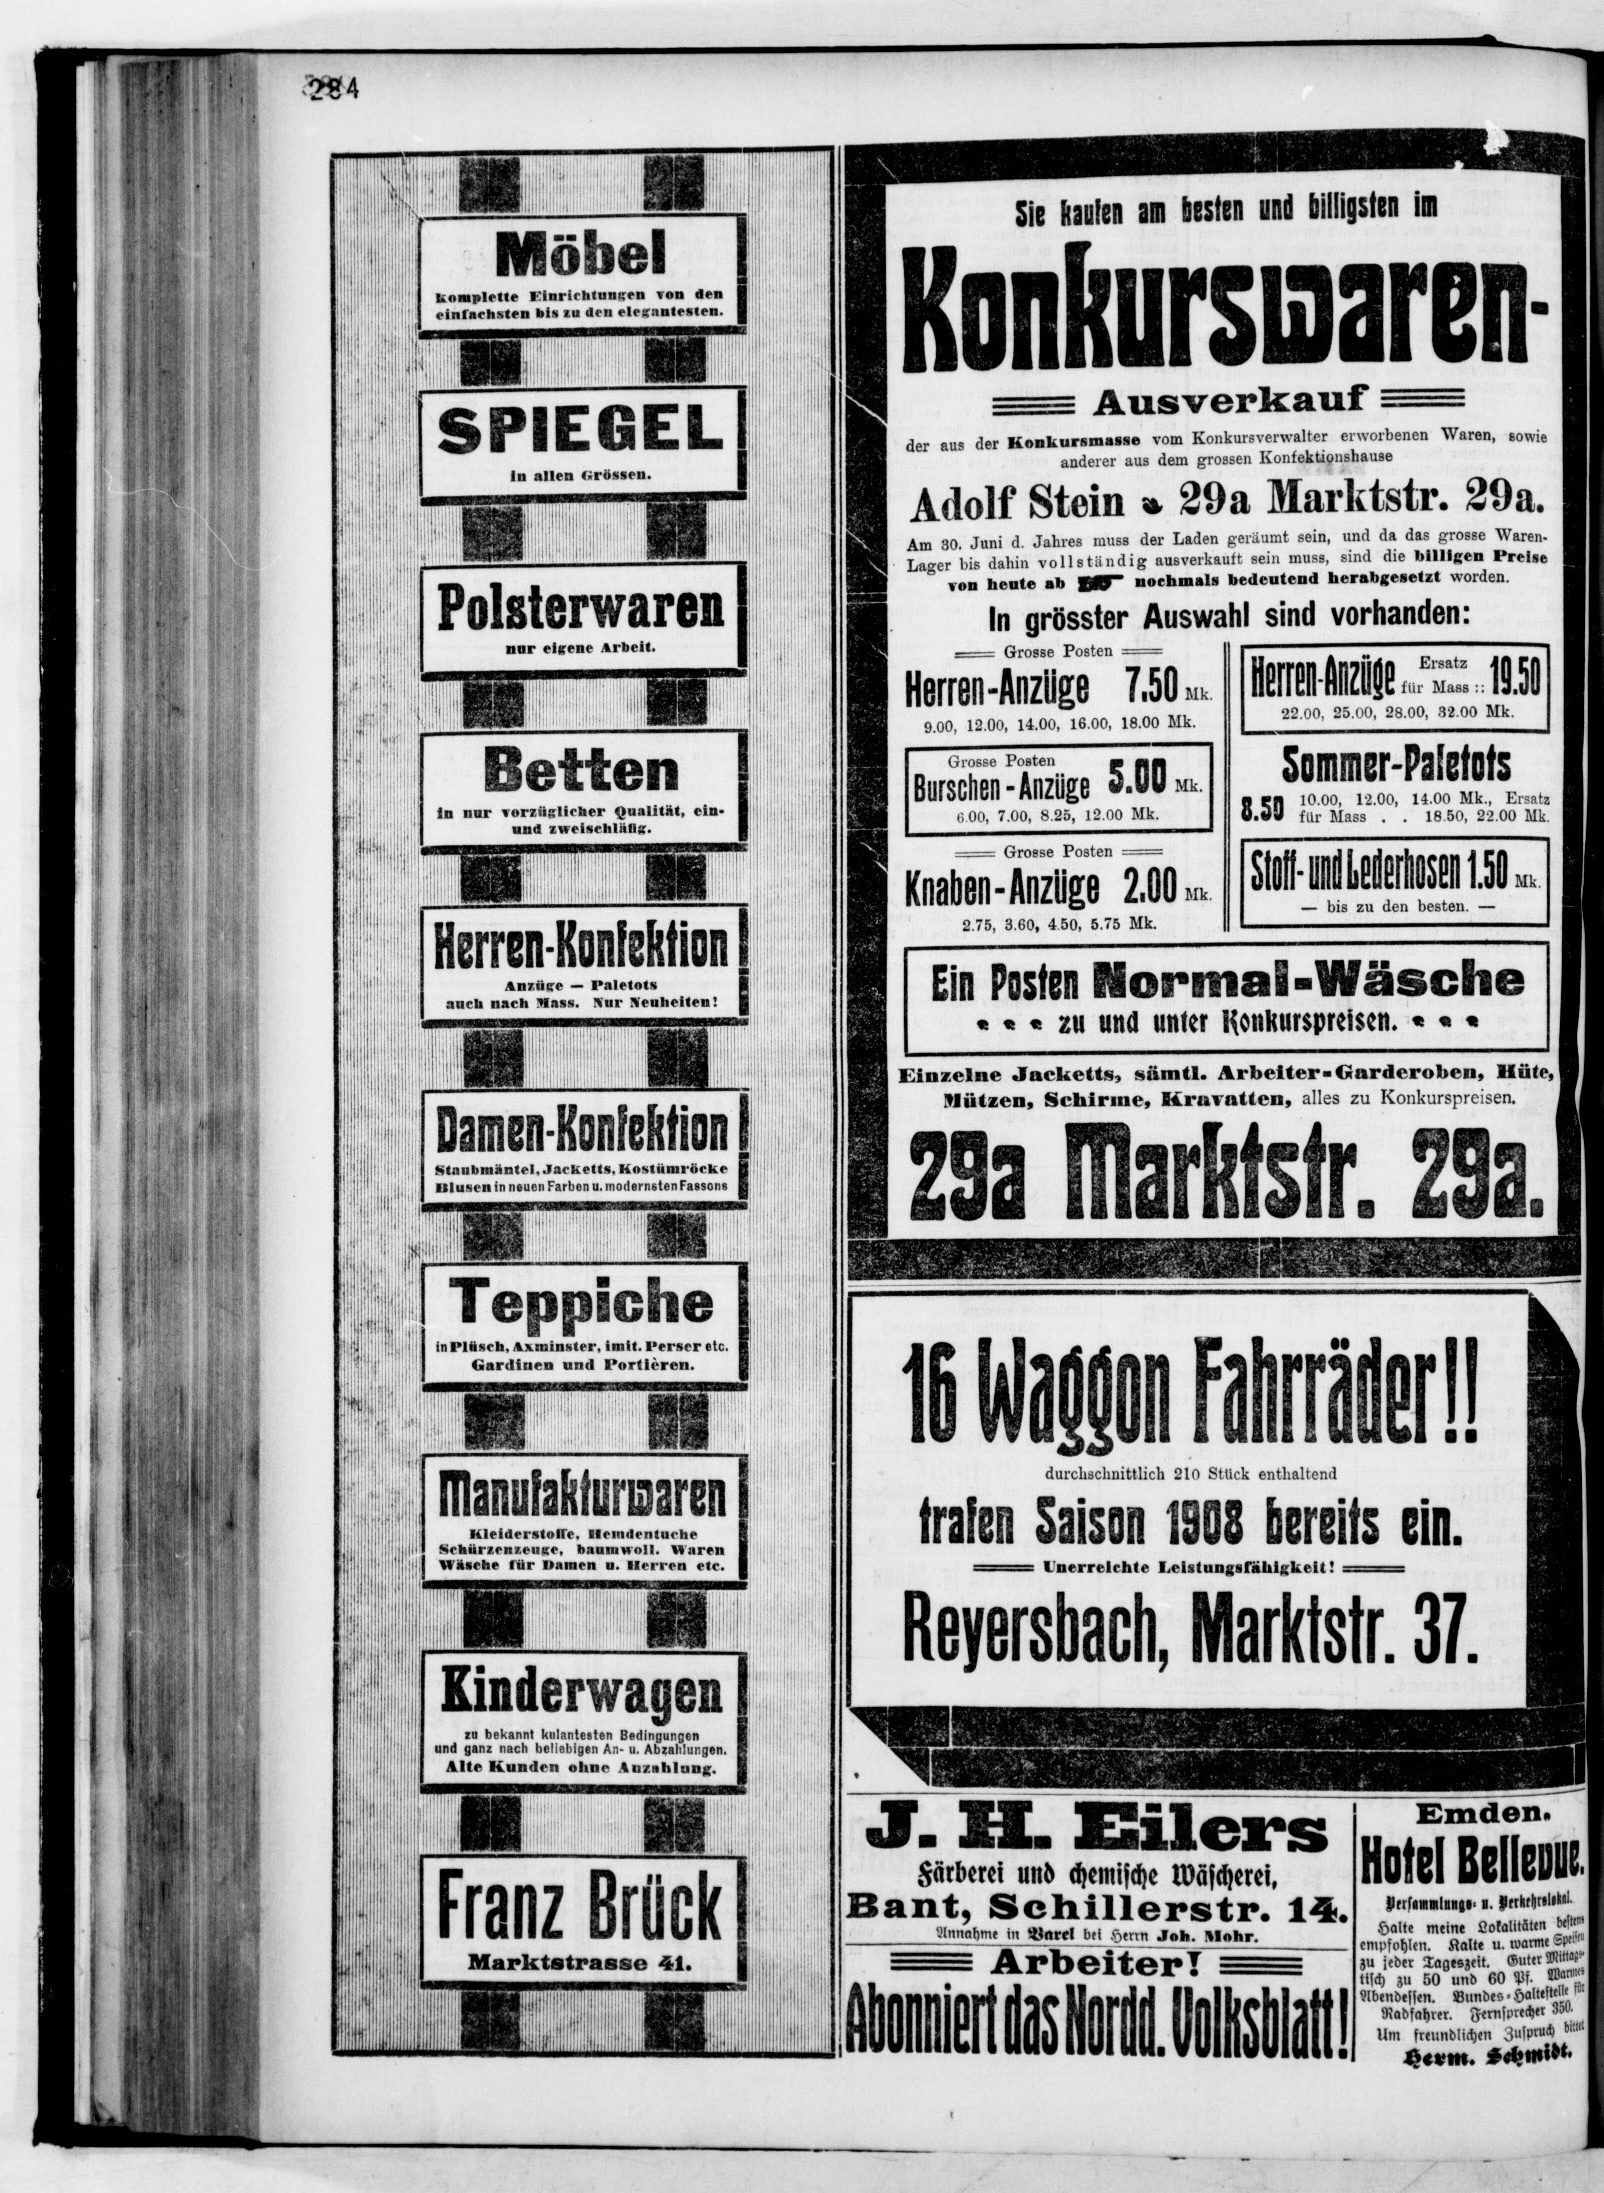 284
Möbel
komplette Einrichtungen von den
einfachsten bis zu den elegantesten.
SPIEGEL
in allen Grössen.
Polsterwaren
nur eigene Arbeit.
Betten
in nur vorzüglicher Qualität, ein-
und zweischläfig.
Herren-Konfektion
Anzüge — Paletots
auch nach Mass. Nur Neuheiten!
Damen-Konfektion
Staubmäntel, Jacketts, Kostümröcke
Blusen in neuen Farben u. modernsten Fassons
Teppiche
in Plüsch, Axminster, imit. Perser etc.
Gardinen und Portièren.
Manufakturwaren
Kleiderstoffe, Hemdentuche
Schürzenzeuge, baumwoll. Waren
Wäsche für Damen u. Herren etc.
Kinderwagen
zu bekannt kulantesten Bedingungen
und ganz nach beliebigen An- u. Abzahlungen.
Alte Kunden ohne Anzahlung.
Franz Brück
Marktstrasse 41.
Sie kaufen am besten und billigsten im
Konkurswaren-
Ausverkauf
der aus der Konkursmasse vom Konkursverwalter erworbenen Waren, sowie
anderer aus dem grossen Konfektionshause
Adolf Stein 29a Marktstr. 29a.
Am 30. Juni d. Jahres muss der Laden geräumt sein, und da das grosse Waren-
Lager bis dahin vollständig ausverkauft sein muss, sind die billigen Preise
von heute ab nochmals bedeutend herabgesetzt worden.
In grösster Auswahl sind vorhanden:
Grosse Posten
Herren-Anzüge 7.50 Mk.
9.00, 12.00, 14.00, 16.00, 18.00 Mk.
Grosse Posten
Burschen-Anzüge 5.00 Mk.
6.00, 7.00, 8.25, 12.00 Mk.
Grosse Posten
Knaben-Anzüge 2.00 Mk.
2.75, 3.60, 4.50, 5.75 Mk.
Herren-Anzüge Ersatz für Mass :: 19.50
22.00, 25.00, 28.00, 32.00 Mk.
Sommer-Paletots
8.50 10.00, 12.00, 14.00 Mk., Ersatz
für Mass . . 18.50, 22.00 Mk.
Stoff- und Lederhosen 1.50 Mk.
— bis zu den besten. —
Ein Posten Normal-Wäsche
zu und unter Konkurspreisen.
Einzelne Jacketts, sämtl. Arbeiter-Garderoben, Hüte,
Mützen, Schirme, Kravatten, alles zu Konkurspreisen.
29a Marktstr. 29a.
16 Waggon Fahrräder!!
durchschnittlich 210 Stück enthaltend
trafen Saison 1908 bereits ein.
Unerreichte Leistungsfähigkeit!
Reyersbach, Marktstr. 37.
J. H. Eilers
Färberei und chemische Wäscherei,
Bant, Schillerstr. 14.
Annahme in Varel bei Herrn Joh. Mohr.
Arbeiter!
Abonniert das Nordd. Volksblatt!
Emden.
Hotel Bellevue.
Versammlungs- u. Verkehrslokal.
Halte meine Lokalitäten bestens
empfohlen. Kalte u. warme Speisen
zu jeder Tageszeit. Guter Mittags-
tisch zu 50 und 60 Pf. Warmes
Abendessen. Bundes-Haltestelle für
Radfahrer. Fernsprecher 350.
Um freundlichen Zuspruch bittet
Herm. Schmidt.